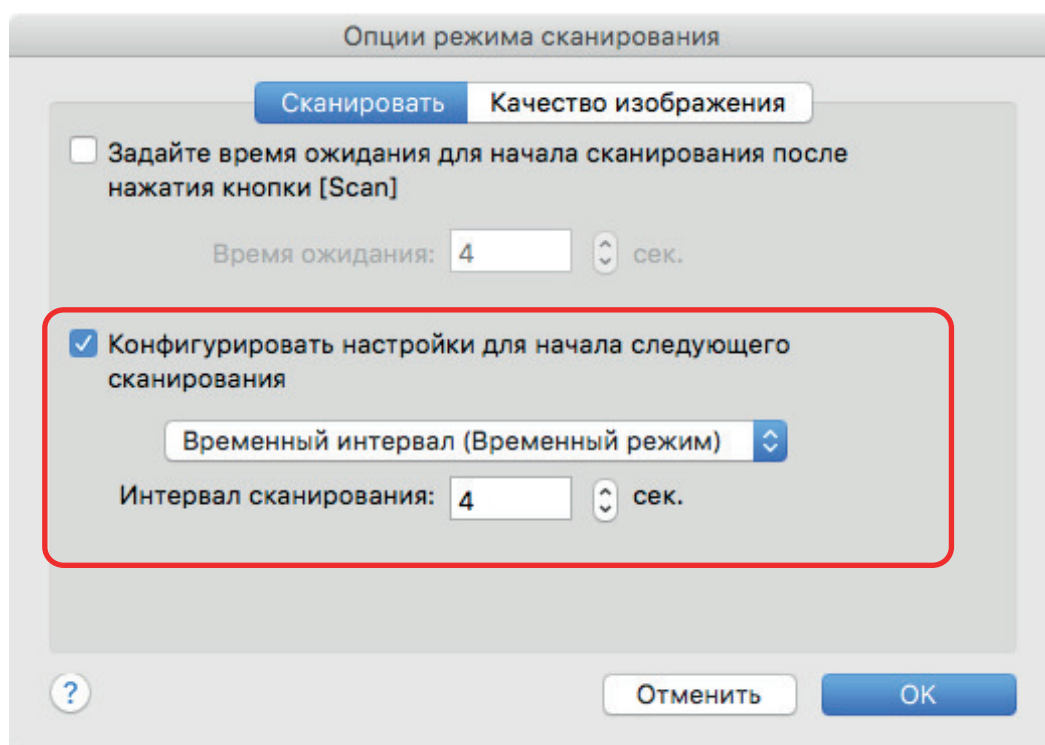 Опции режима сканирования
Сканировать Качество изображения
Задайте время ожидания для начала сканирования после
нажатия кнопки [Scan]
Время ожидания: 4 сек.
Конфигурировать настройки для начала следующего
сканирования
Временный интервал (Временный режим)
Интервал сканирования: 4 сек.
? Отменить OK